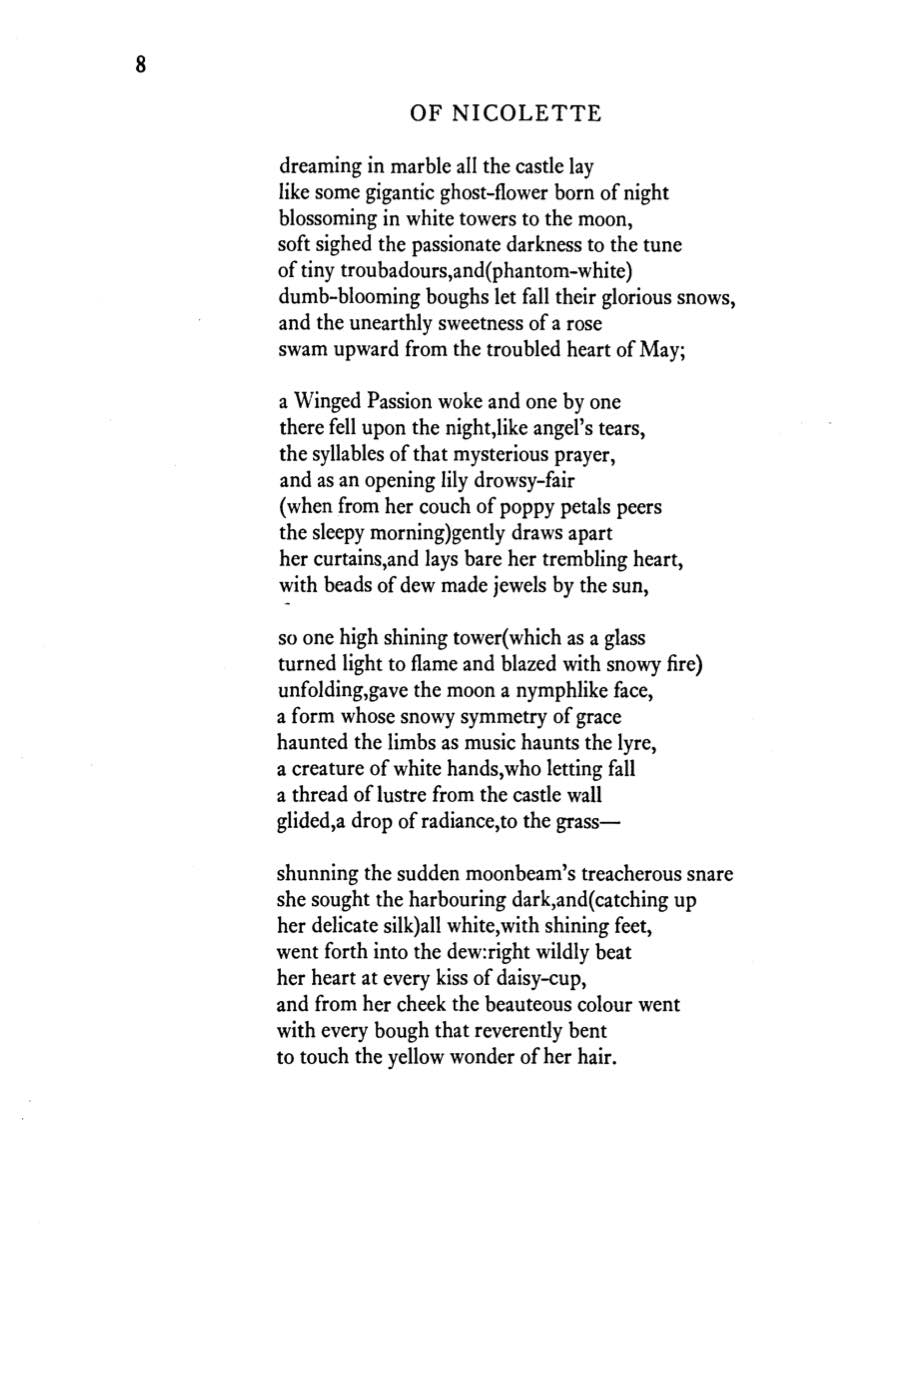 8
OF NICOLETTE
dreaming in marble all the castle lay
like some gigantic ghost-flower born of night
blossoming in white towers to the moon,
soft sighed the passionate darkness to the tune
of tiny troubadours,and(phantom-white)
dumb-blooming boughs let fall their glorious snows,
and the unearthly sweetness of a rose
swam upward from the troubled heart of May;
a Winged Passion woke and one by one
there fell upon the night,like angel's tears,
the syllables of that mysterious prayer,
and as an opening lily drowsy-fair
(when from her couch of poppy petals peers
the sleepy morning)gently draws apart
her curtains,and lays bare her trembling heart,
with beads of dew made jewels by the sun,
so one high shining tower(which as a glass
turned light to flame and blazed with snowy fire)
unfolding,gave the moon a nymphlike face,
a form whose snowy symmetry of grace
haunted the limbs as music haunts the lyre,
a creature of white hands,who letting fall
a thread of lustre from the castle wall
glided,a drop of radiance,to the grass—
shunning the sudden moonbeam's treacherous snare
she sought the harbouring dark,and(catching up
her delicate silk)all white,with shining feet,
went forth into the dew:right wildly beat
her heart at every kiss of daisy-cup,
and from her cheek the beauteous colour went
with every bough that reverently bent
to touch the yellow wonder of her hair.